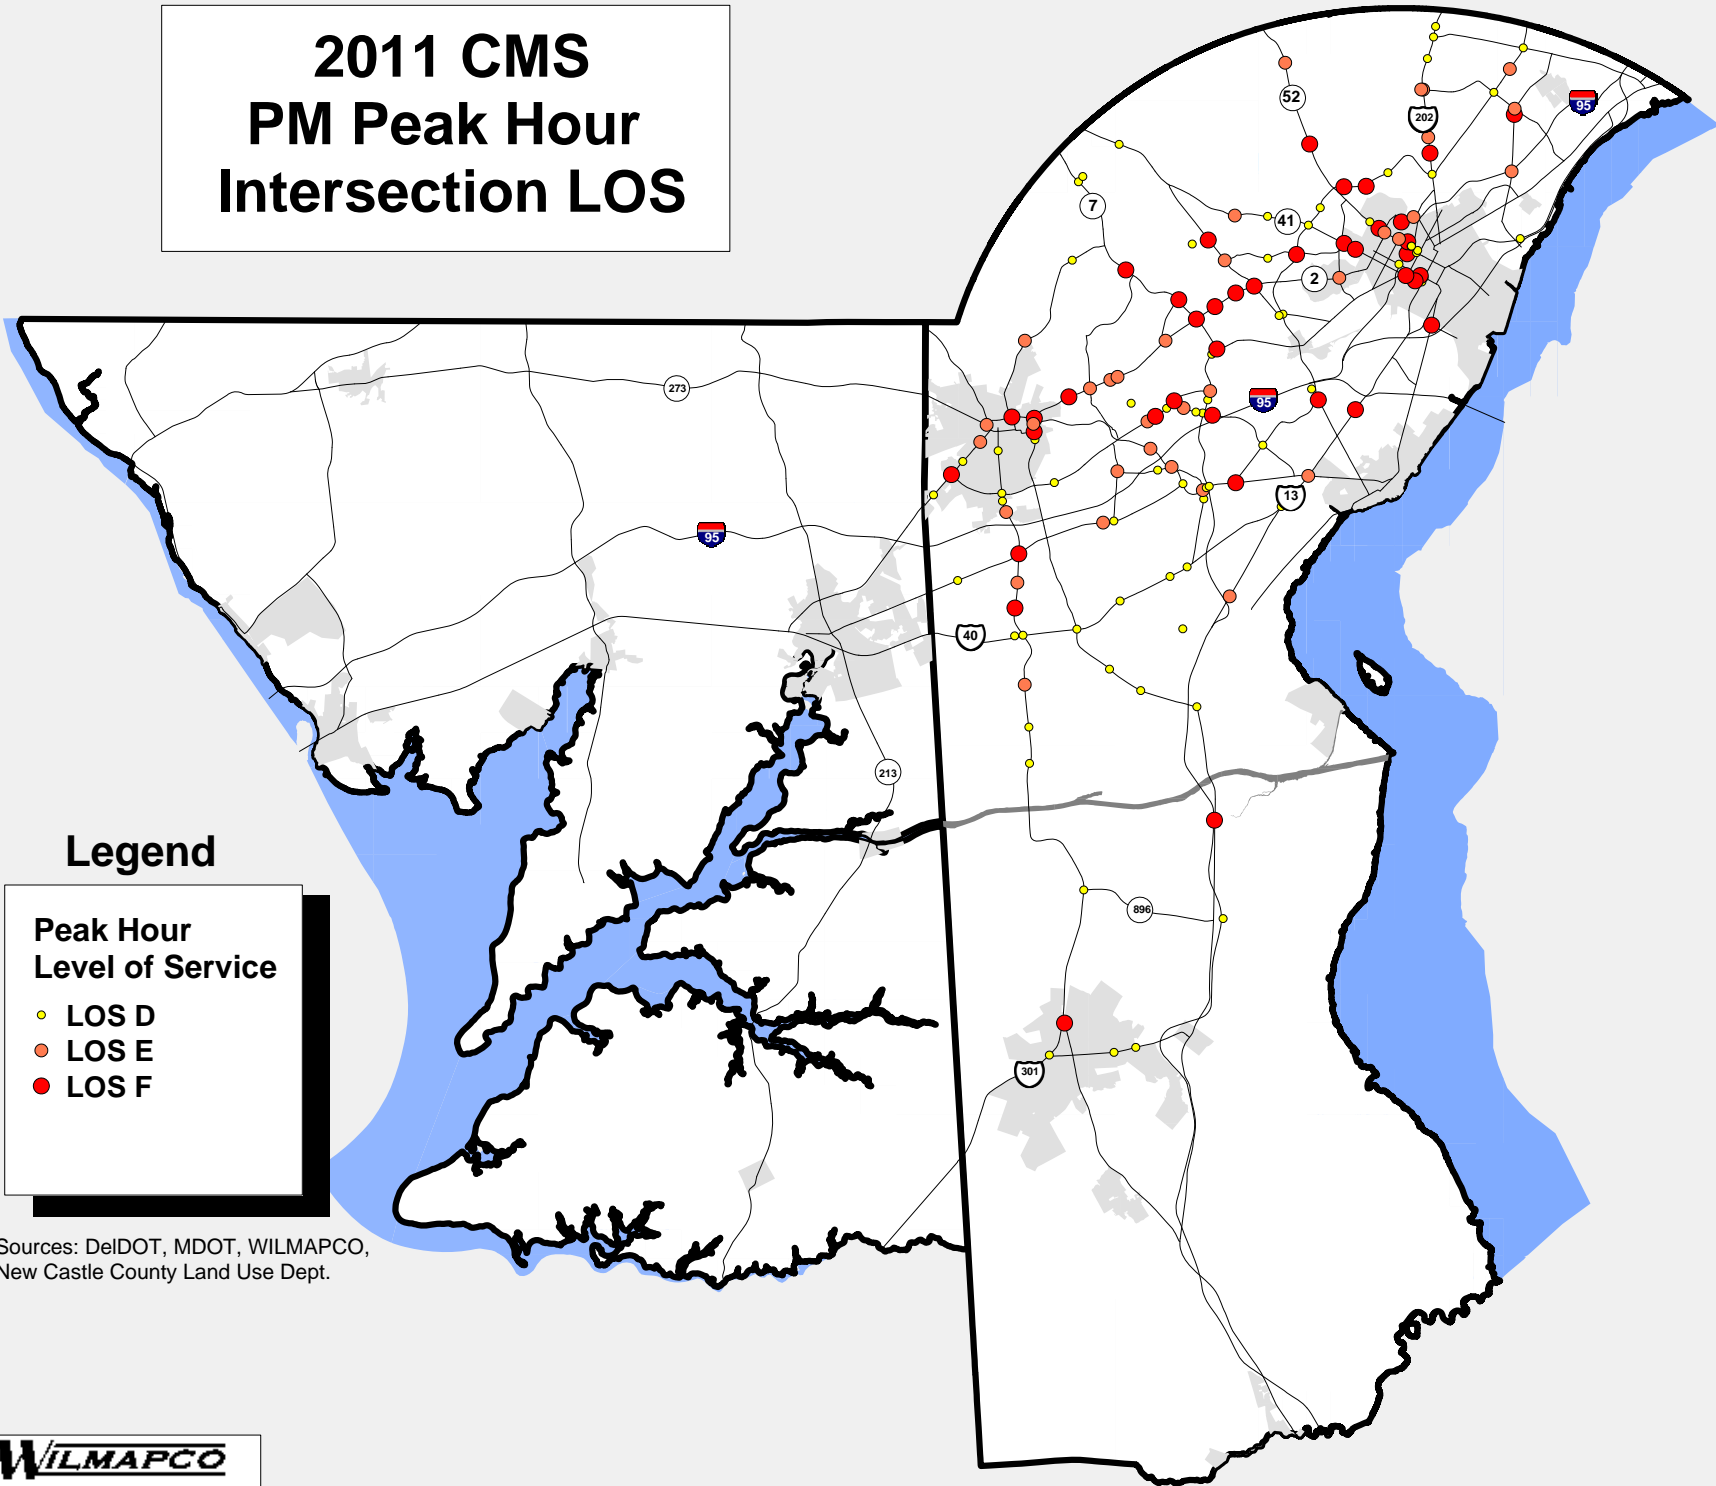 2011 CMS
PM Peak Hour
Intersection LOS
52
202
95
7
41
2
273
95
13
95
40
213
896
301
Legend
Peak Hour
Level of Service
LOS D
LOS E
LOS F
Sources: DelDOT, MDOT, WILMAPCO,
New Castle County Land Use Dept.
WILMAPCO